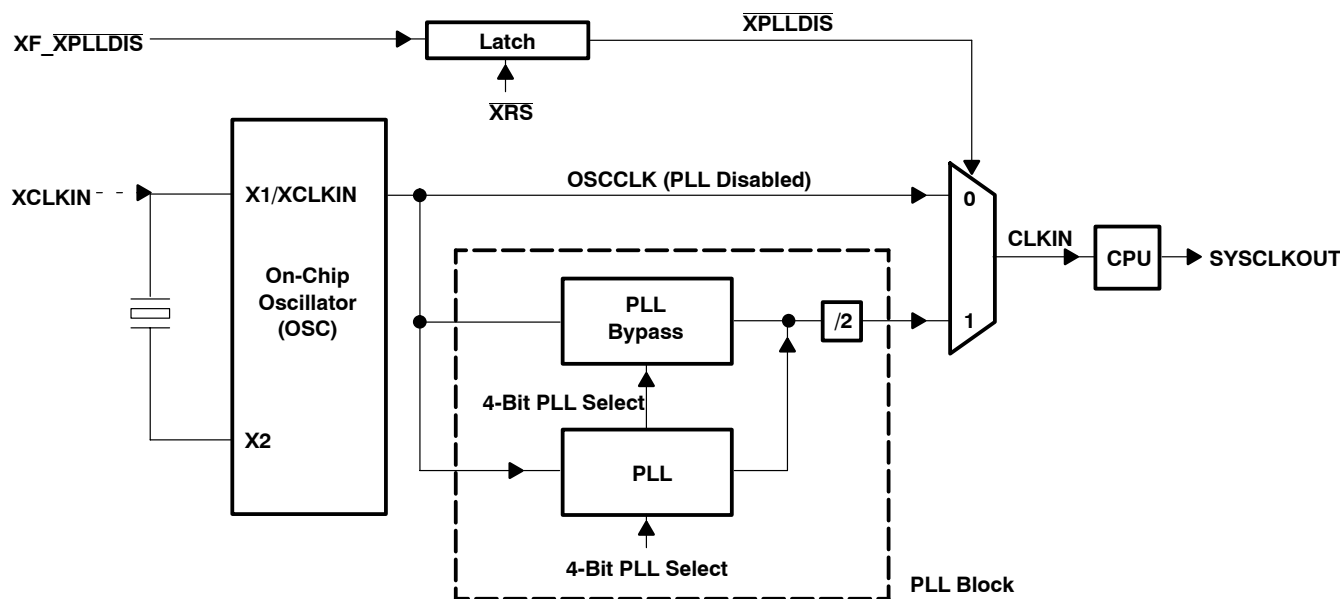 XPLLDIS
XF_XPLLDIS
Latch
XRS
XCLKIN
X1/XCLKIN
OSCCLK (PLL Disabled)
0
CLKIN
CPU
SYSCLKOUT
On-Chip
Oscillator
(OSC)
PLL
Bypass
/2
1
4-Bit PLL Select
X2
PLL
4-Bit PLL Select
PLL Block